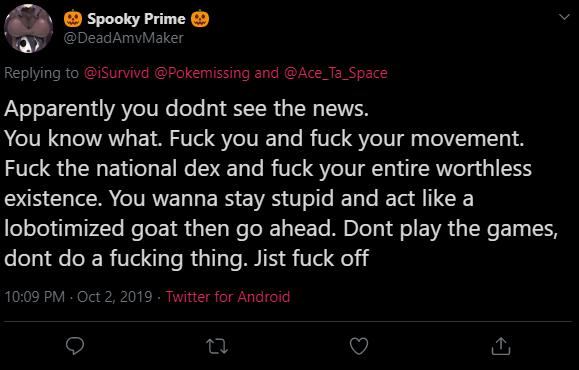 🎃 Spooky Prime 🎃
@DeadAmvMaker
Replying to @iSurvivd @Pokemissing and @Ace_Ta_Space
Apparently you dodnt see the news.
You know what. Fuck you and fuck your movement.
Fuck the national dex and fuck your entire worthless
existence. You wanna stay stupid and act like a
lobotimized goat then go ahead. Dont play the games,
dont do a fucking thing. Jist fuck off
10:09 PM · Oct 2, 2019 · Twitter for Android